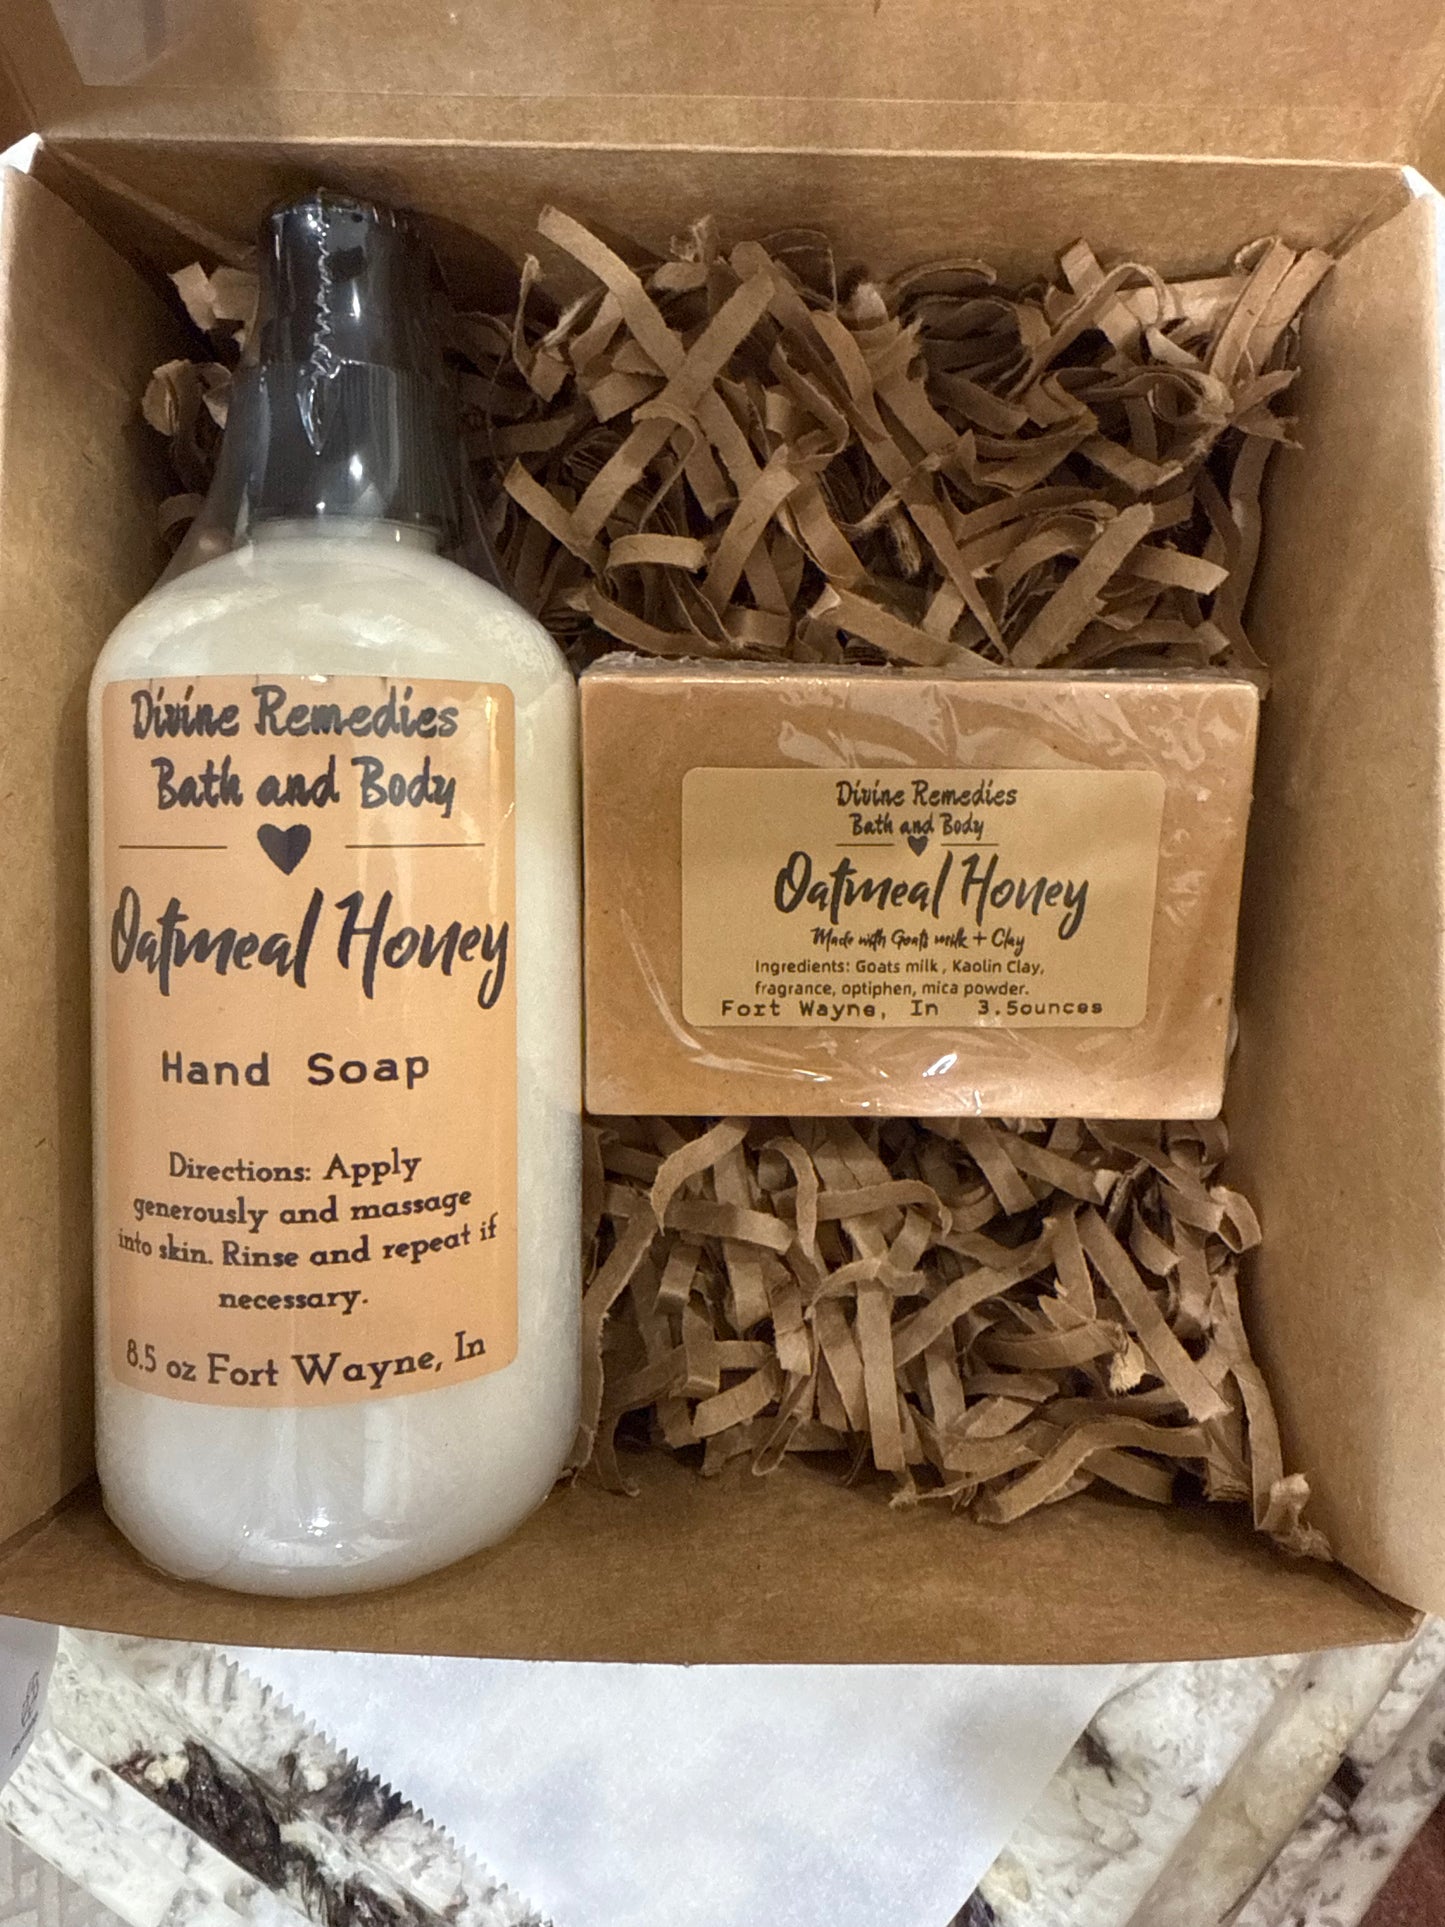 Divine Remedies
Bath and Body
Oatmeal Honey
Hand Soap
Directions: Apply
generously and massage
into skin. Rinse and repeat if
necessary.
8.5 oz Fort Wayne, In
Divine Remedies
Bath and Body
Oatmeal Honey
Made with Goats milk + Clay
Ingredients: Goats milk , Kaolin Clay,
fragrance, optiphen, mica powder.
Fort Wayne, In 3.5ounces